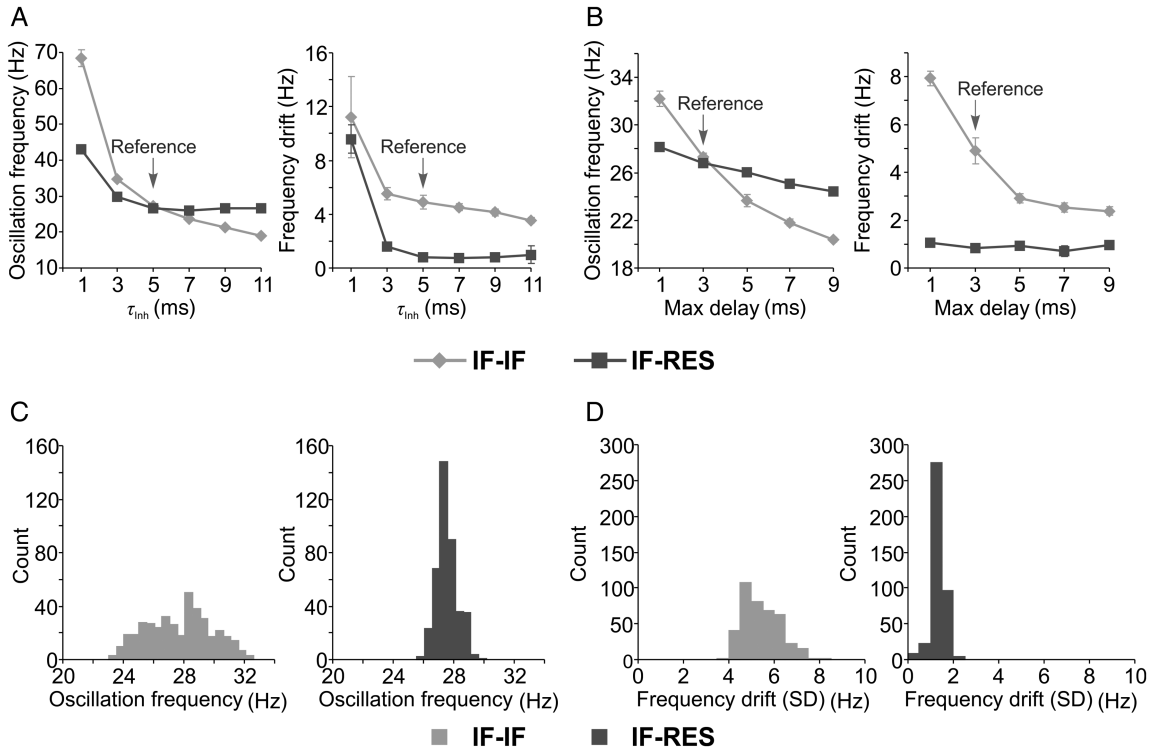 A
B
Oscillation frequency (Hz)
70
60
50
40
30
20
10
Reference
1 3 5 7 9 11
τInh (ms)
Frequency drift (Hz)
16
12
8
4
0
Reference
1 3 5 7 9 11
τInh (ms)
Oscillation frequency (Hz)
34
30
26
22
18
Reference
1 3 5 7 9
Max delay (ms)
Frequency drift (Hz)
8
6
4
2
0
Reference
1 3 5 7 9
Max delay (ms)
IF-IF IF-RES
C
D
Count
160
120
80
40
0
20 24 28 32
Oscillation frequency (Hz)
Count
160
120
80
40
0
20 24 28 32
Oscillation frequency (Hz)
Count
300
250
200
150
100
50
0
0 2 4 6 8 10
Frequency drift (SD) (Hz)
Count
300
250
200
150
100
50
0
0 2 4 6 8 10
Frequency drift (SD) (Hz)
IF-IF IF-RES